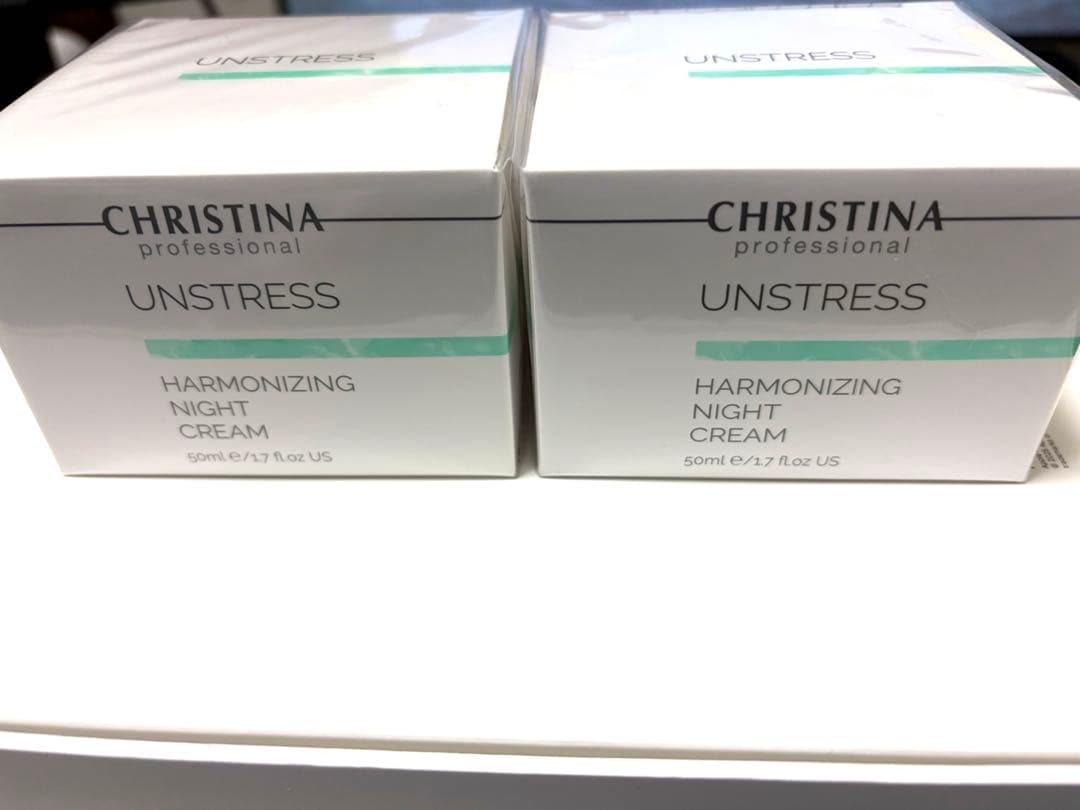 UNSTRESS
CHRISTINA
professional
UNSTRESS
HARMONIZING
NIGHT
CREAM
50ml e/1.7 fl.oz US
UNSTRESS
CHRISTINA
professional
UNSTRESS
HARMONIZING
NIGHT
CREAM
50ml e/1.7 fl.oz US